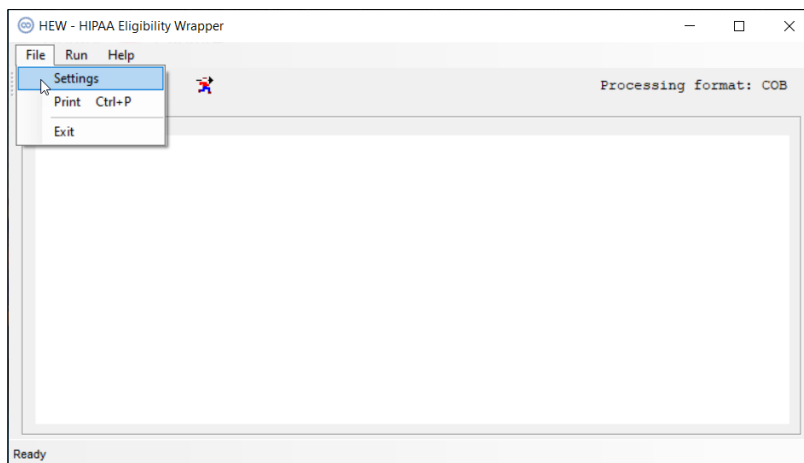 HEW - HIPAA Eligibility Wrapper
File Run Help
Settings
Processing format: COB
Print Ctrl+P
Exit
Ready